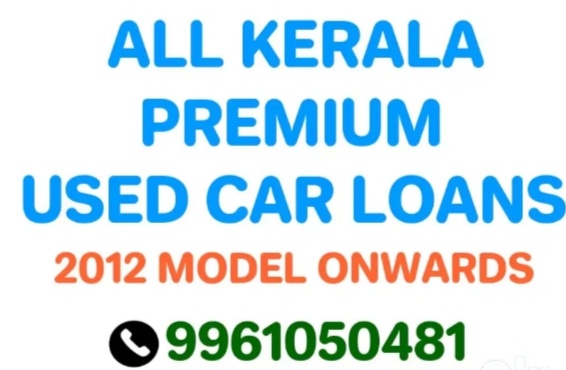 ALL KERALA
PREMIUM
USED CAR LOANS
2012 MODEL ONWARDS
9961050481